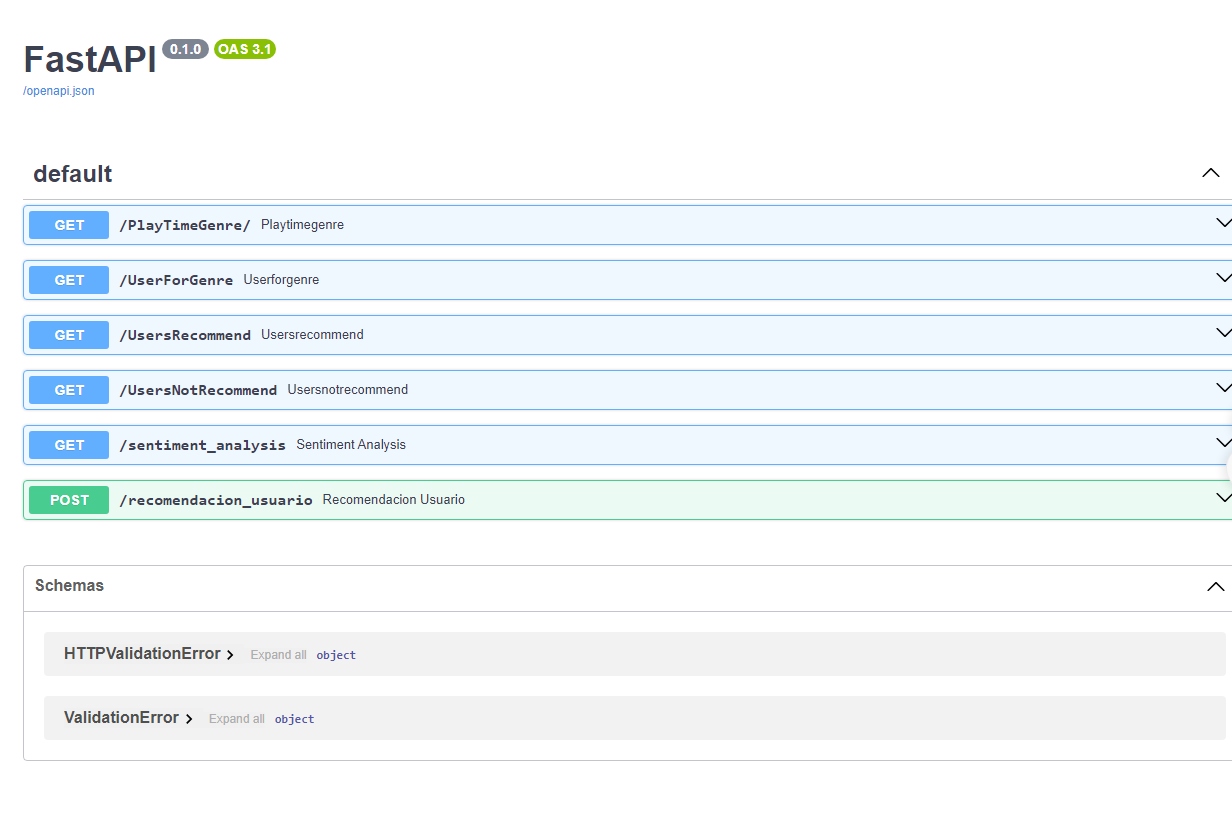 FastAPI 0.1.0 OAS 3.1
/openapi.json
default
GET /PlayTimeGenre/ Playtimegenre
GET /UserForGenre Userforgenre
GET /UsersRecommend Usersrecommend
GET /UsersNotRecommend Usersnotrecommend
GET /sentiment_analysis Sentiment Analysis
POST /recomendacion_usuario Recomendacion Usuario
Schemas
HTTPValidationError Expand all object
ValidationError Expand all object